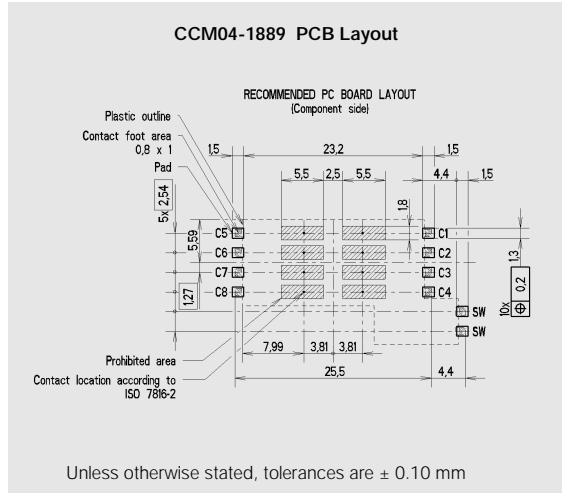 CCM04-1889 PCB Layout
RECOMMENDED PC BOARD LAYOUT
(Component side)
Plastic outline
Contact foot area
0,8 x 1
Pad
1,5
23,2
1,5
5,5
2,5
5,5
4,4
1,5
5x 2,54
5,59
1,8
C5
C1
C6
C2
C7
C3
C8
C4
1,27
1,3
10x ⌖ 0,2
SW
SW
7,99
3,81
3,81
Prohibited area
Contact location according to
ISO 7816-2
25,5
4,4
Unless otherwise stated, tolerances are ± 0.10 mm